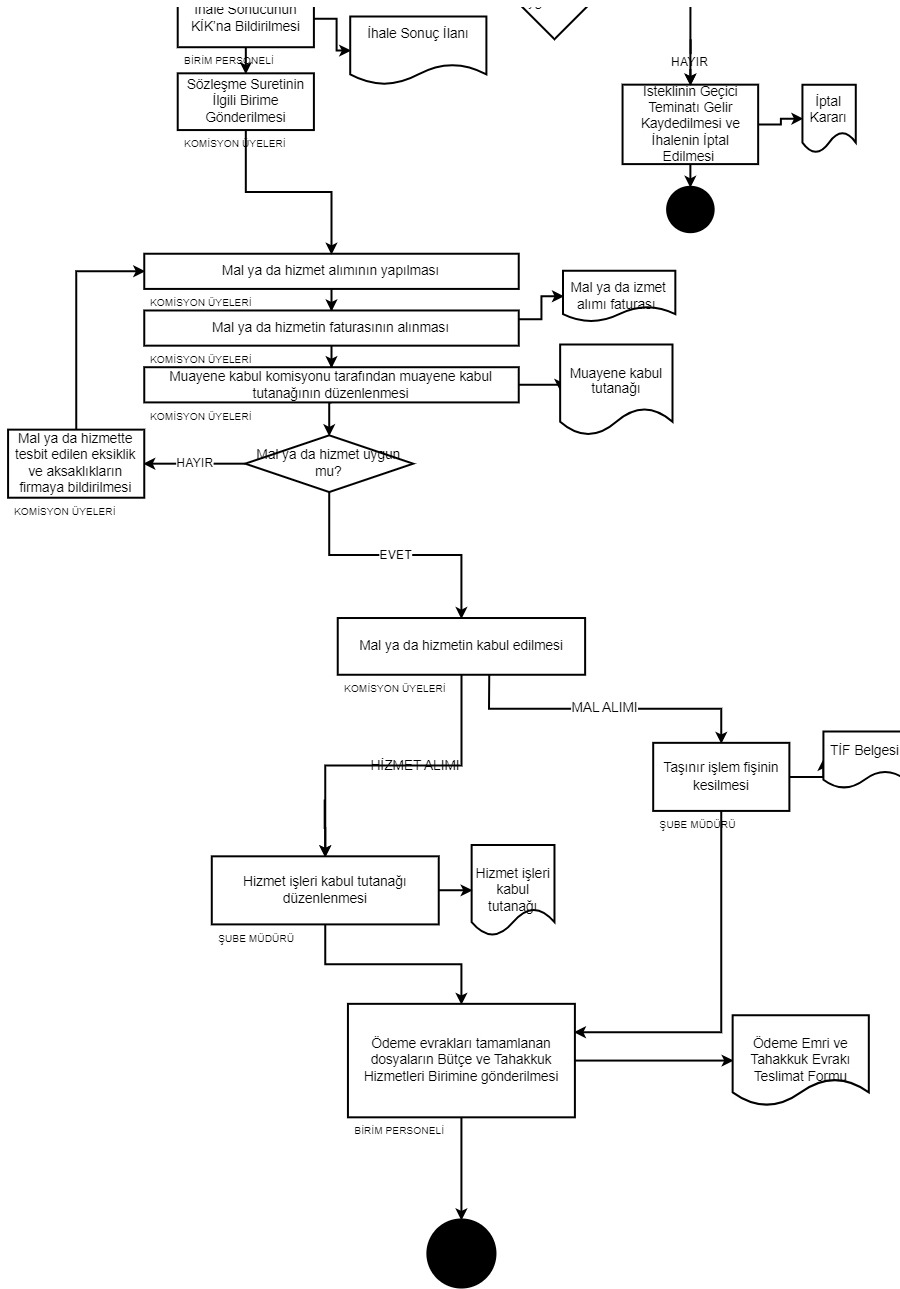 İhale Sonucunun
KİK'na Bildirilmesi
İhale Sonuç İlanı
BİRİM PERSONELİ
Sözleşme Suretinin
İlgili Birime
Gönderilmesi
KOMİSYON ÜYELERİ
HAYIR
İsteklinin Geçici
Teminatı Gelir
Kaydedilmesi ve
İhalenin İptal
Edilmesi
İptal
Kararı
Mal ya da hizmet alımının yapılması
KOMİSYON ÜYELERİ
Mal ya da izmet
alımı faturası
Mal ya da hizmetin faturasının alınması
KOMİSYON ÜYELERİ
Muayene kabul komisyonu tarafından muayene kabul
tutanağının düzenlenmesi
Muayene kabul
tutanağı
KOMİSYON ÜYELERİ
Mal ya da hizmet uygun
mu?
HAYIR
Mal ya da hizmette
tesbit edilen eksiklik
ve aksaklıkların
firmaya bildirilmesi
KOMİSYON ÜYELERİ
EVET
Mal ya da hizmetin kabul edilmesi
KOMİSYON ÜYELERİ
MAL ALIMI
HİZMET ALIMI
Taşınır işlem fişinin
kesilmesi
TİF Belgesi
ŞUBE MÜDÜRÜ
Hizmet işleri kabul tutanağı
düzenlenmesi
Hizmet işleri
kabul
tutanağı
ŞUBE MÜDÜRÜ
Ödeme evrakları tamamlanan
dosyaların Bütçe ve Tahakkuk
Hizmetleri Birimine gönderilmesi
Ödeme Emri ve
Tahakkuk Evrakı
Teslimat Formu
BİRİM PERSONELİ